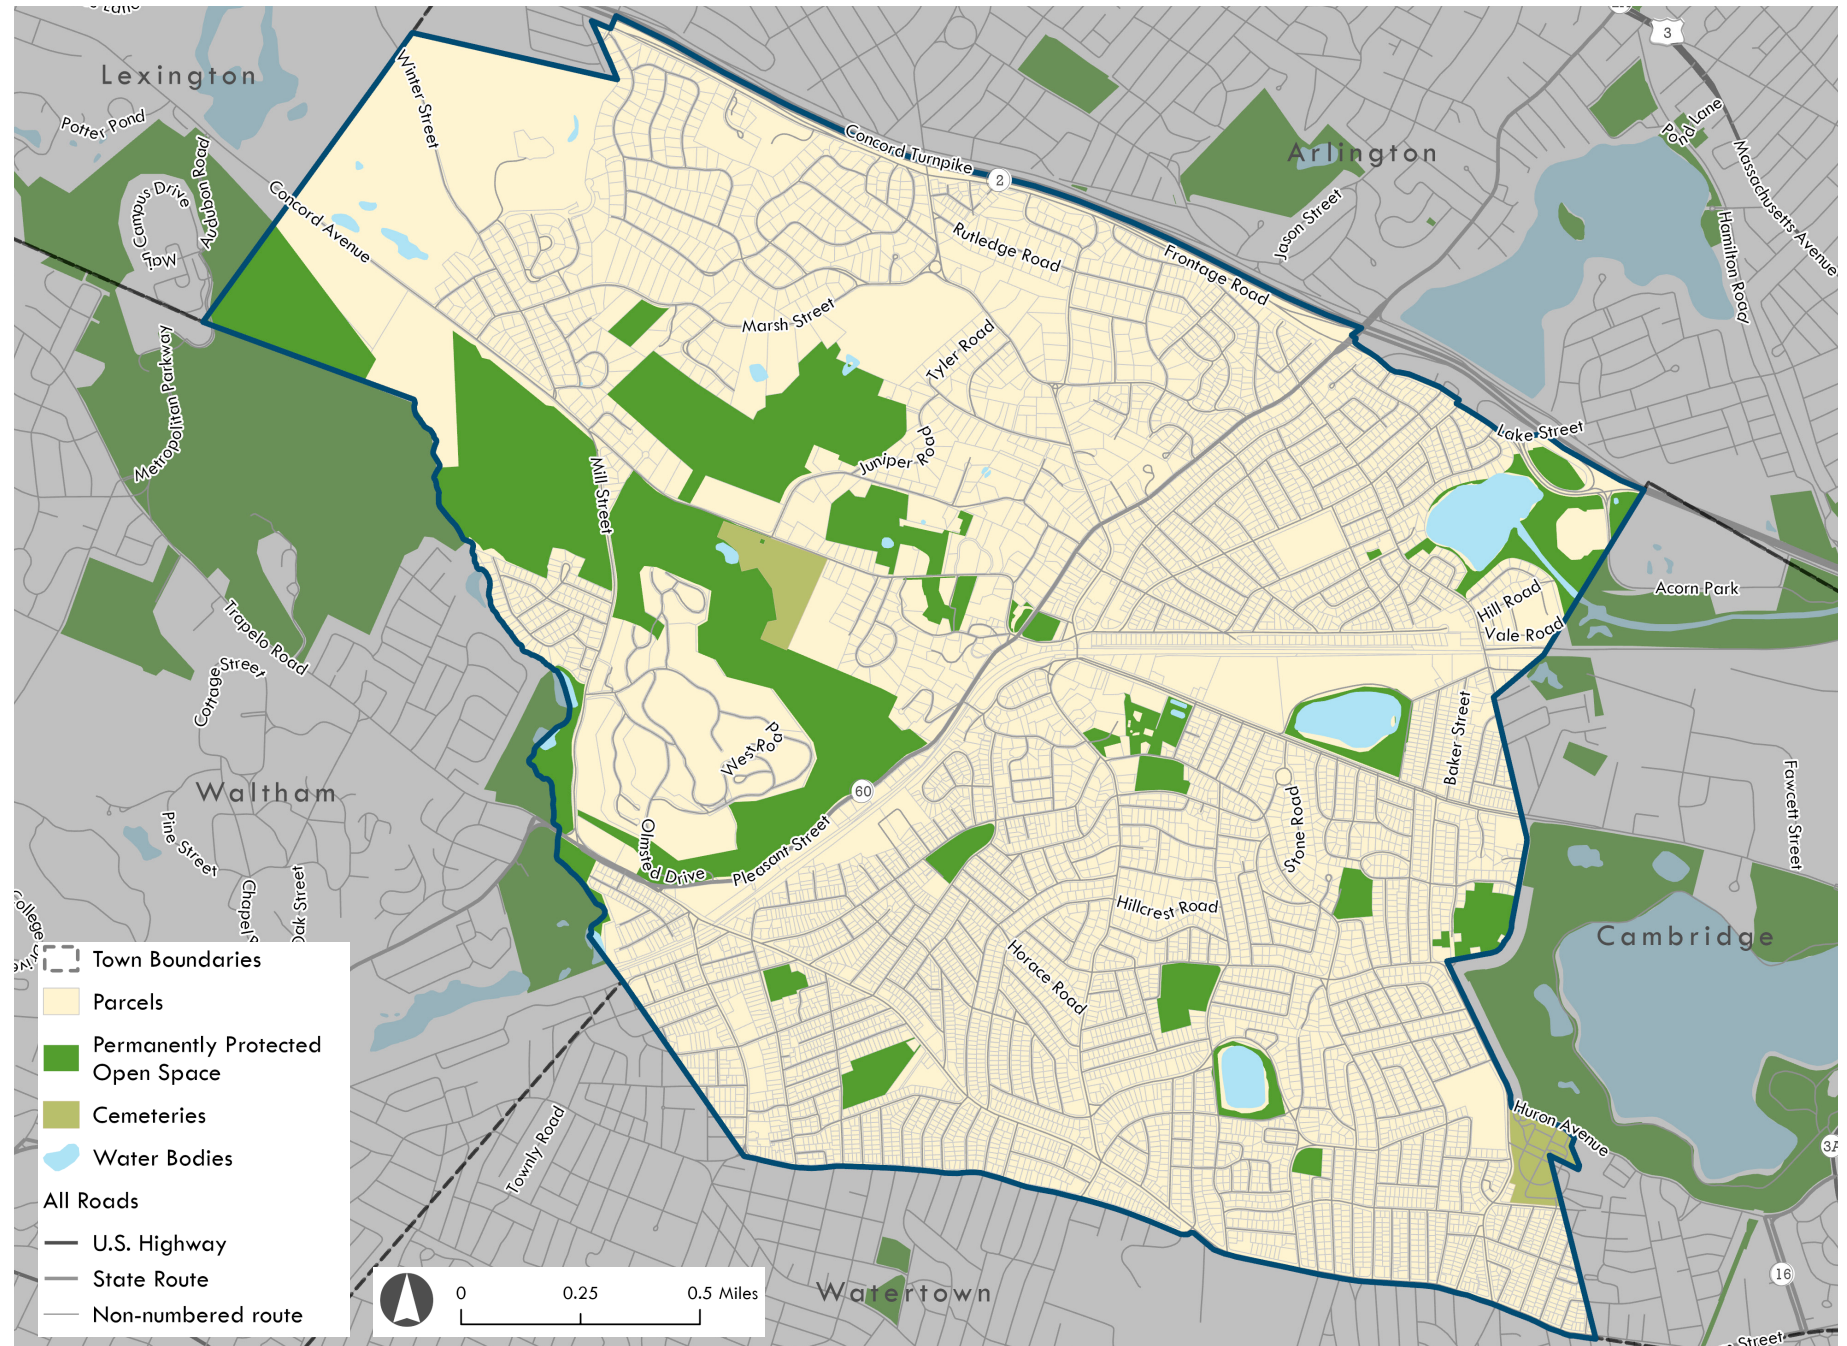 Lexington
Potter Pond
Audubon Road
Campus Drive
Winter Street
Concord Avenue
Concord Turnpike
2
3
Arlington
Pond Lane
Massachusetts Avenue
Hamilton Road
Jason Street
Rutledge Road
Frontage Road
Marsh Street
Tyler Road
Juniper Road
Metropolitan Parkway
Mill Street
Lake Street
Acorn Park
Hill Road
Vale Road
Trapelo Road
Cottage Street
Waltham
Pine Street
Chapel
Oak Street
West Road
60
Olmsted Drive
Pleasant Street
Baker Street
Stone Road
Fawcett Street
Hillcrest Road
Horace Road
Cambridge
Huron Avenue
3A
16
Townly Road
Watertown
Street
Town Boundaries
Parcels
Permanently Protected
Open Space
Cemeteries
Water Bodies
All Roads
U.S. Highway
State Route
Non-numbered route
0
0.25
0.5 Miles